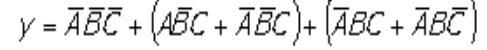 y = A̅B̅C̅ + (AB̅C + A̅B̅C̅) + (A̅BC + A̅BC̅)